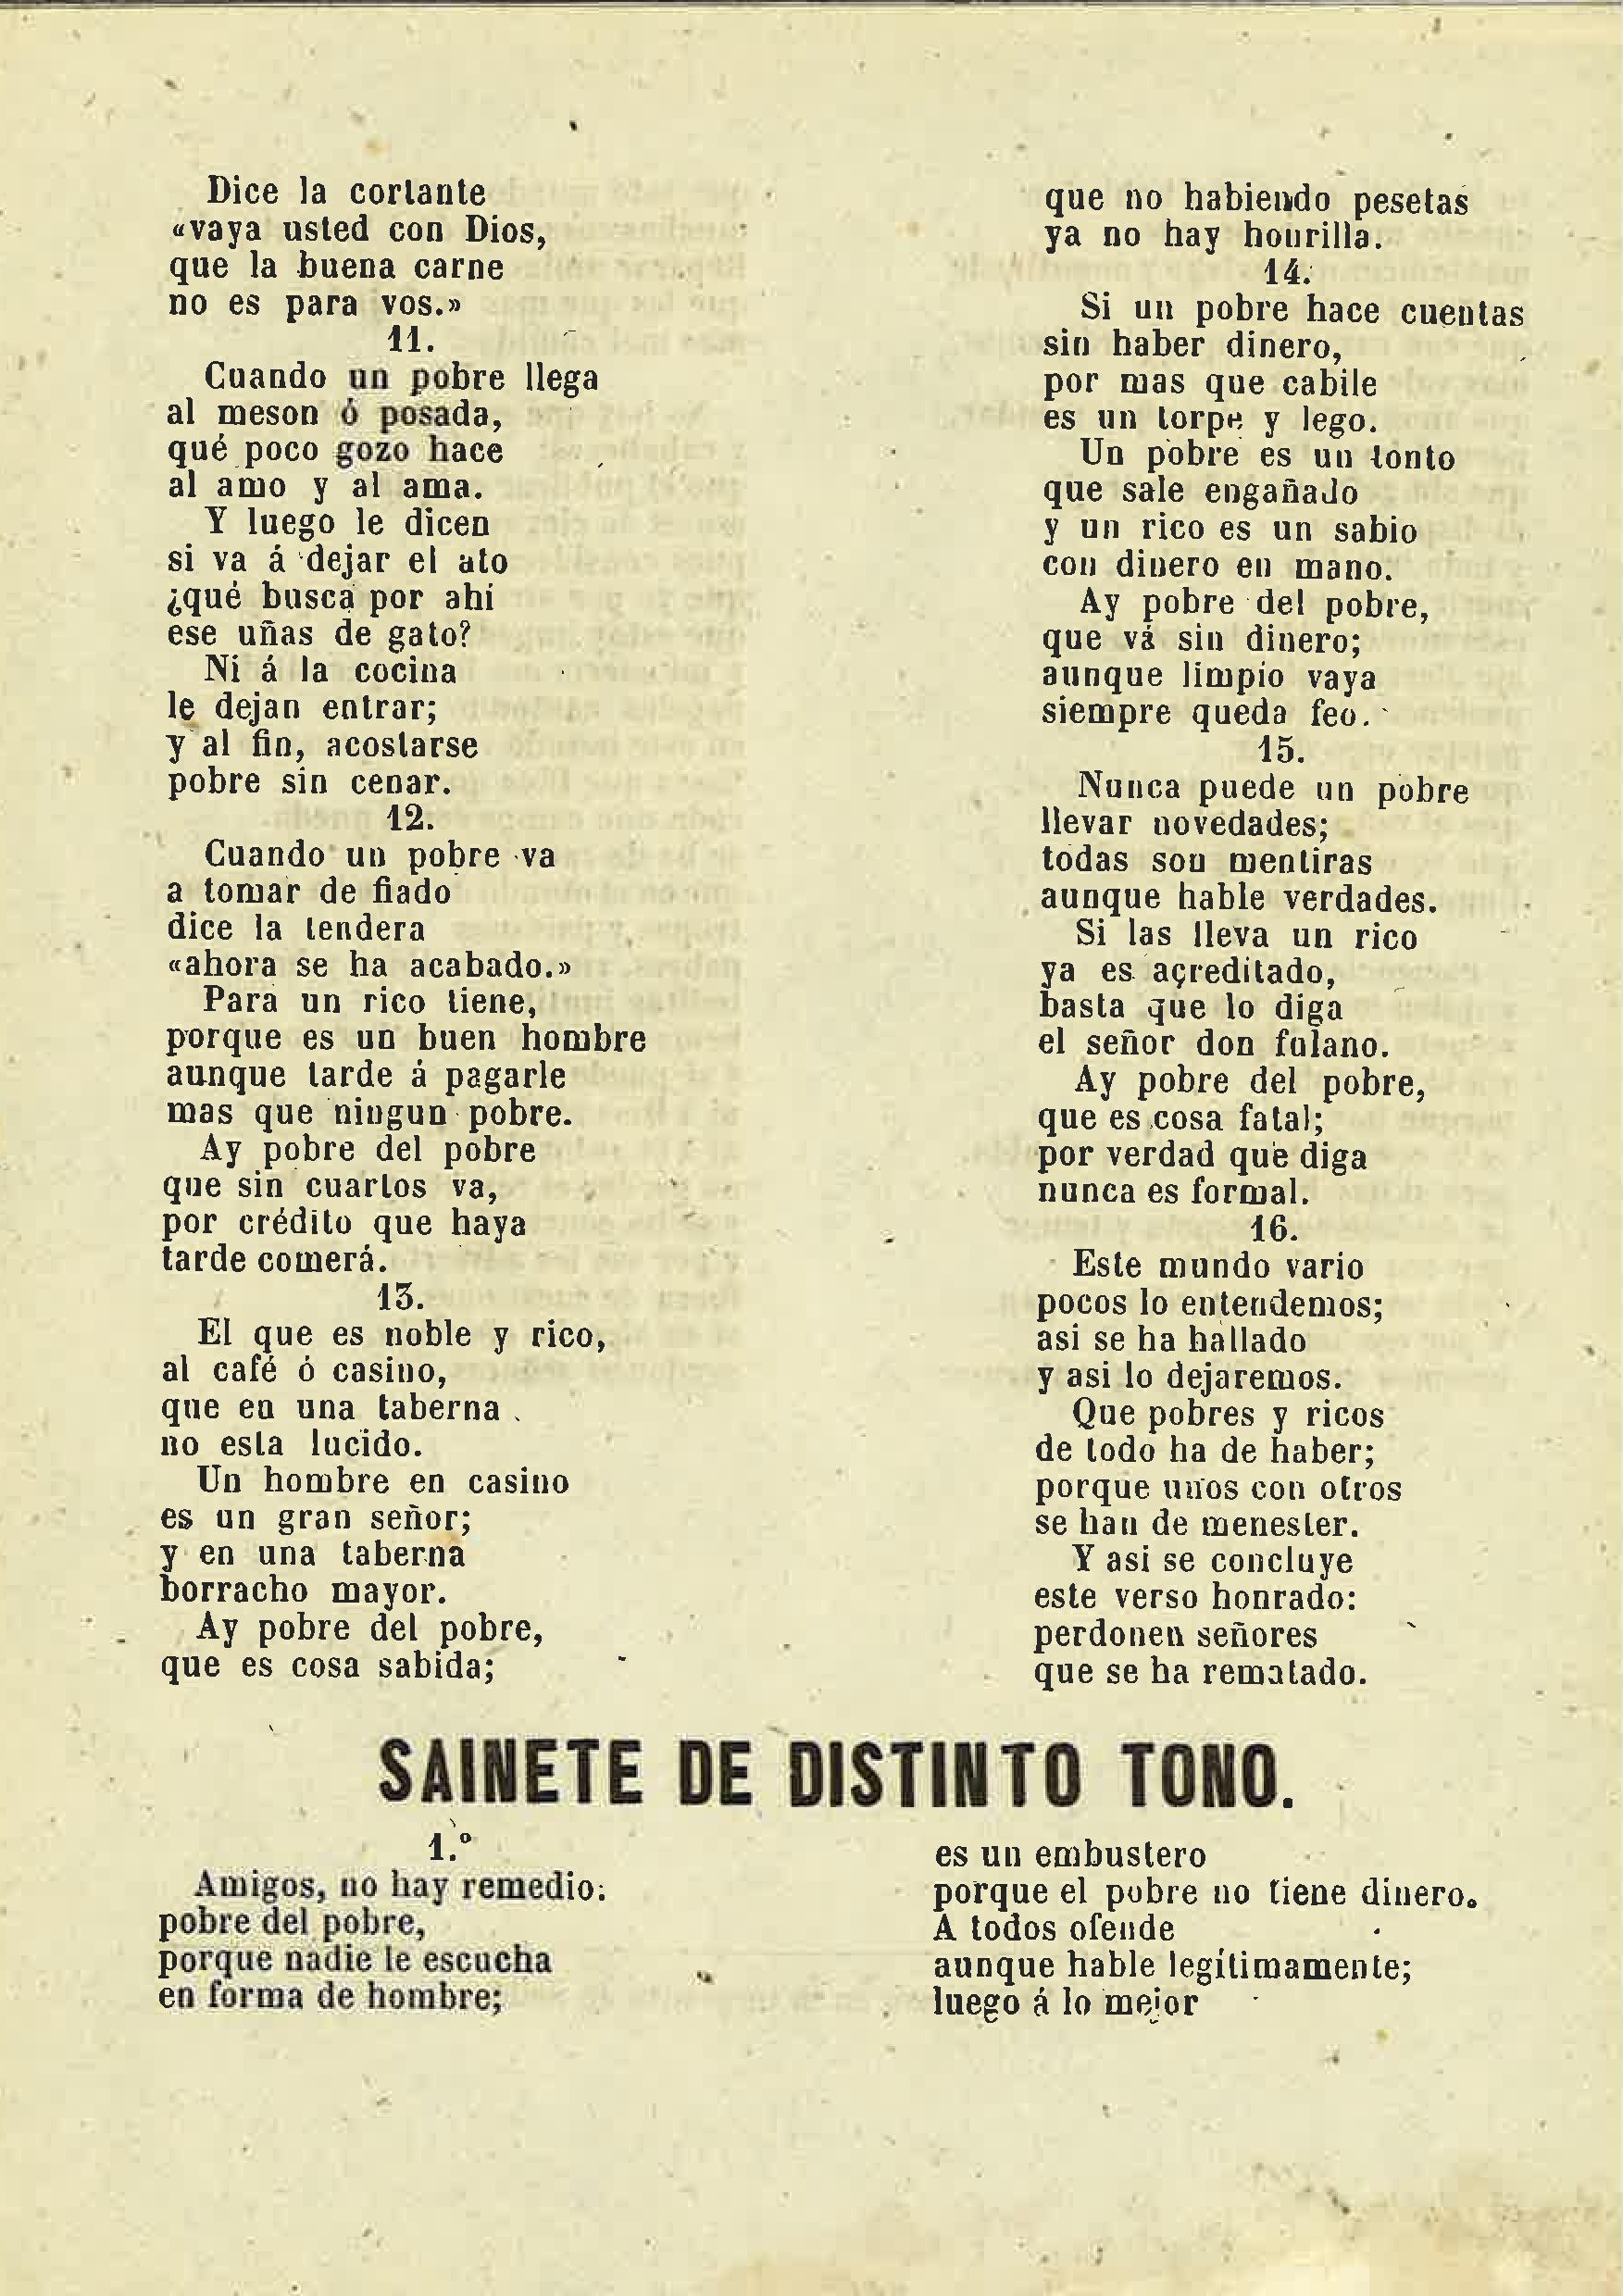 Dice la cortante
«vaya usted con Dios,
que la buena carne
no es para vos.»
11.
Cuando un pobre llega
al meson ó posada,
qué poco gozo hace
al amo y al ama.
Y luego le dicen
si va á dejar el ato
¿qué busca por ahi
ese uñas de gato?
Ni á la cocina
le dejan entrar;
y al fin, acostarse
pobre sin cenar.
12.
Cuando un pobre va
a tomar de fiado
dice la tendera
«ahora se ha acabado.»
Para un rico tiene,
porque es un buen hombre
aunque tarde á pagarle
mas que ningun pobre.
Ay pobre del pobre
que sin cuartos va,
por crédito que haya
tarde comerá.
13.
El que es noble y rico,
al café ó casino,
que en una taberna
no esta lucido.
Un hombre en casino
es un gran señor;
y en una taberna
borracho mayor.
Ay pobre del pobre,
que es cosa sabida;
que no habiendo pesetas
ya no hay honrilla.
14.
Si un pobre hace cuentas
sin haber dinero,
por mas que cabile
es un torpe y lego.
Un pobre es un tonto
que sale engañado
y un rico es un sabio
con dinero en mano.
Ay pobre del pobre,
que vá sin dinero;
aunque limpio vaya
siempre queda feo.
15.
Nunca puede un pobre
llevar novedades;
todas son mentiras
aunque hable verdades.
Si las lleva un rico
ya es acreditado,
basta que lo diga
el señor don fulano.
Ay pobre del pobre,
que es cosa fatal;
por verdad que diga
nunca es formal.
16.
Este mundo vario
pocos lo entendemos;
asi se ha hallado
y asi lo dejaremos.
Que pobres y ricos
de todo ha de haber;
porque unos con otros
se han de menester.
Y asi se concluye
este verso honrado:
perdonen señores
que se ha rematado.
SAINETE DE DISTINTO TONO.
1.º
Amigos, no hay remedio:
pobre del pobre,
porque nadie le escucha
en forma de hombre;
es un embustero
porque el pobre no tiene dinero.
A todos ofende
aunque hable legítimamente;
luego á lo mejor